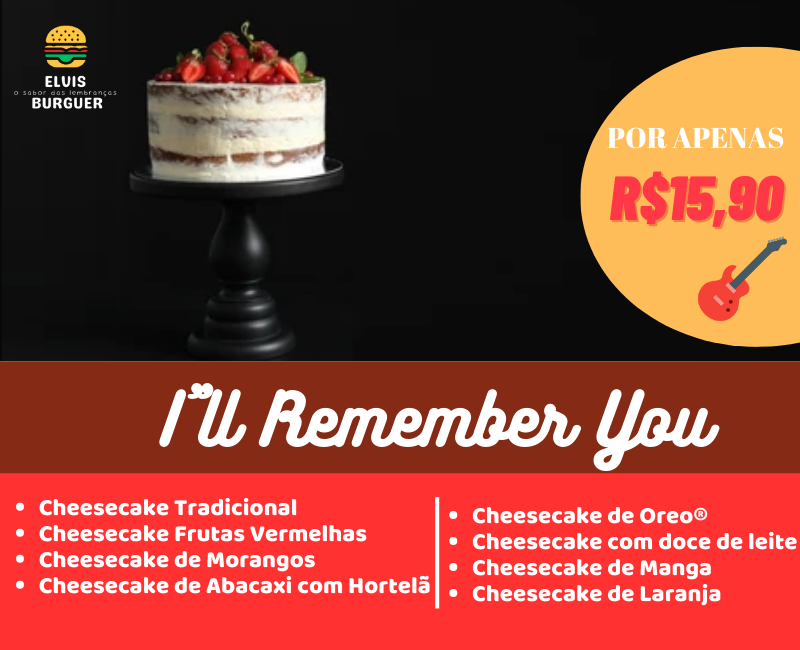 ELVIS
o sabor das lembranças
BURGUER
POR APENAS
R$15,90
I"ll Remember You
Cheesecake Tradicional
Cheesecake Frutas Vermelhas
Cheesecake de Morangos
Cheesecake de Abacaxi com Hortelã
Cheesecake de Oreo®
Cheesecake com doce de leite
Cheesecake de Manga
Cheesecake de Laranja